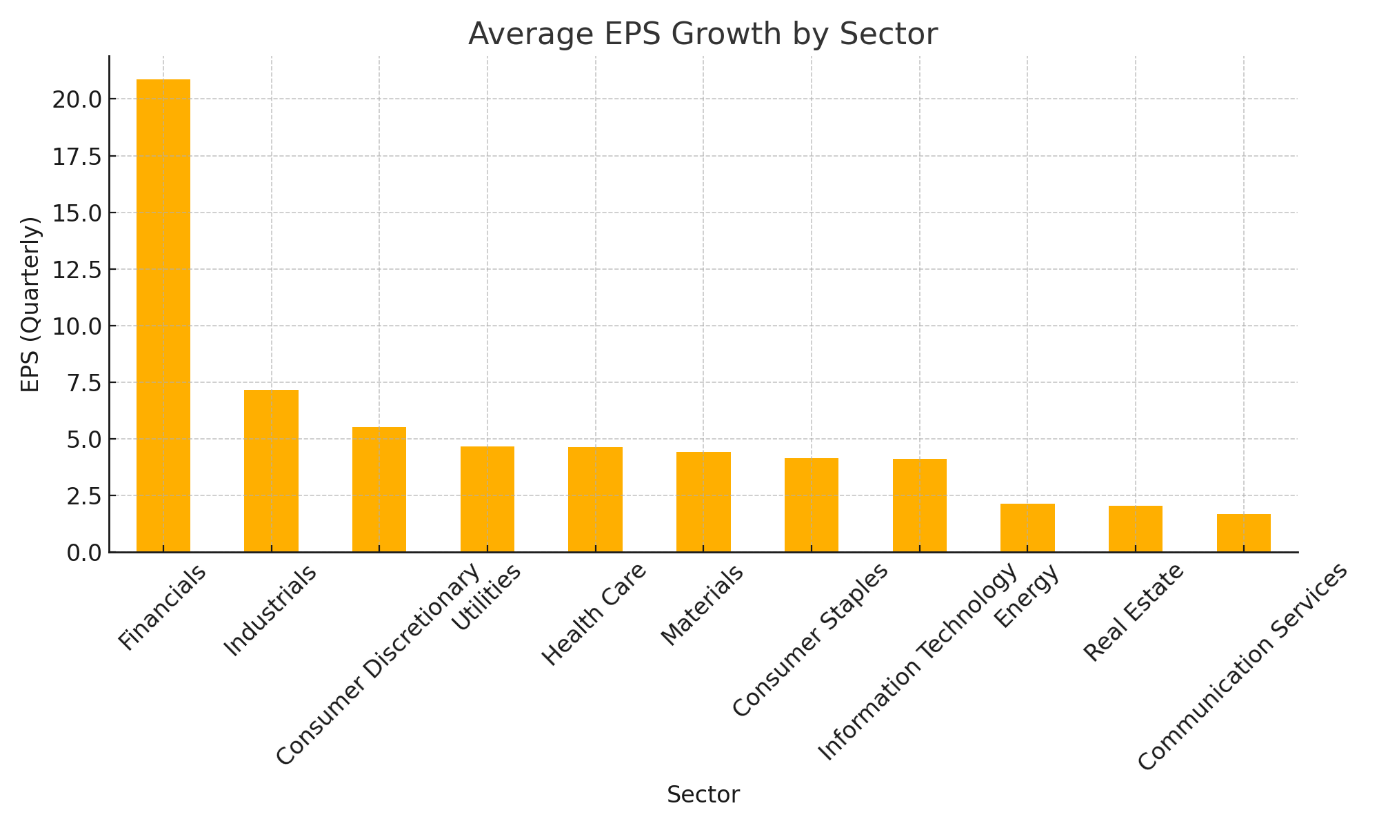 Average EPS Growth by Sector
EPS (Quarterly)
20.0
17.5
15.0
12.5
10.0
7.5
5.0
2.5
0.0
Financials
Industrials
Consumer Discretionary
Utilities
Health Care
Materials
Consumer Staples
Information Technology
Energy
Real Estate
Communication Services
Sector